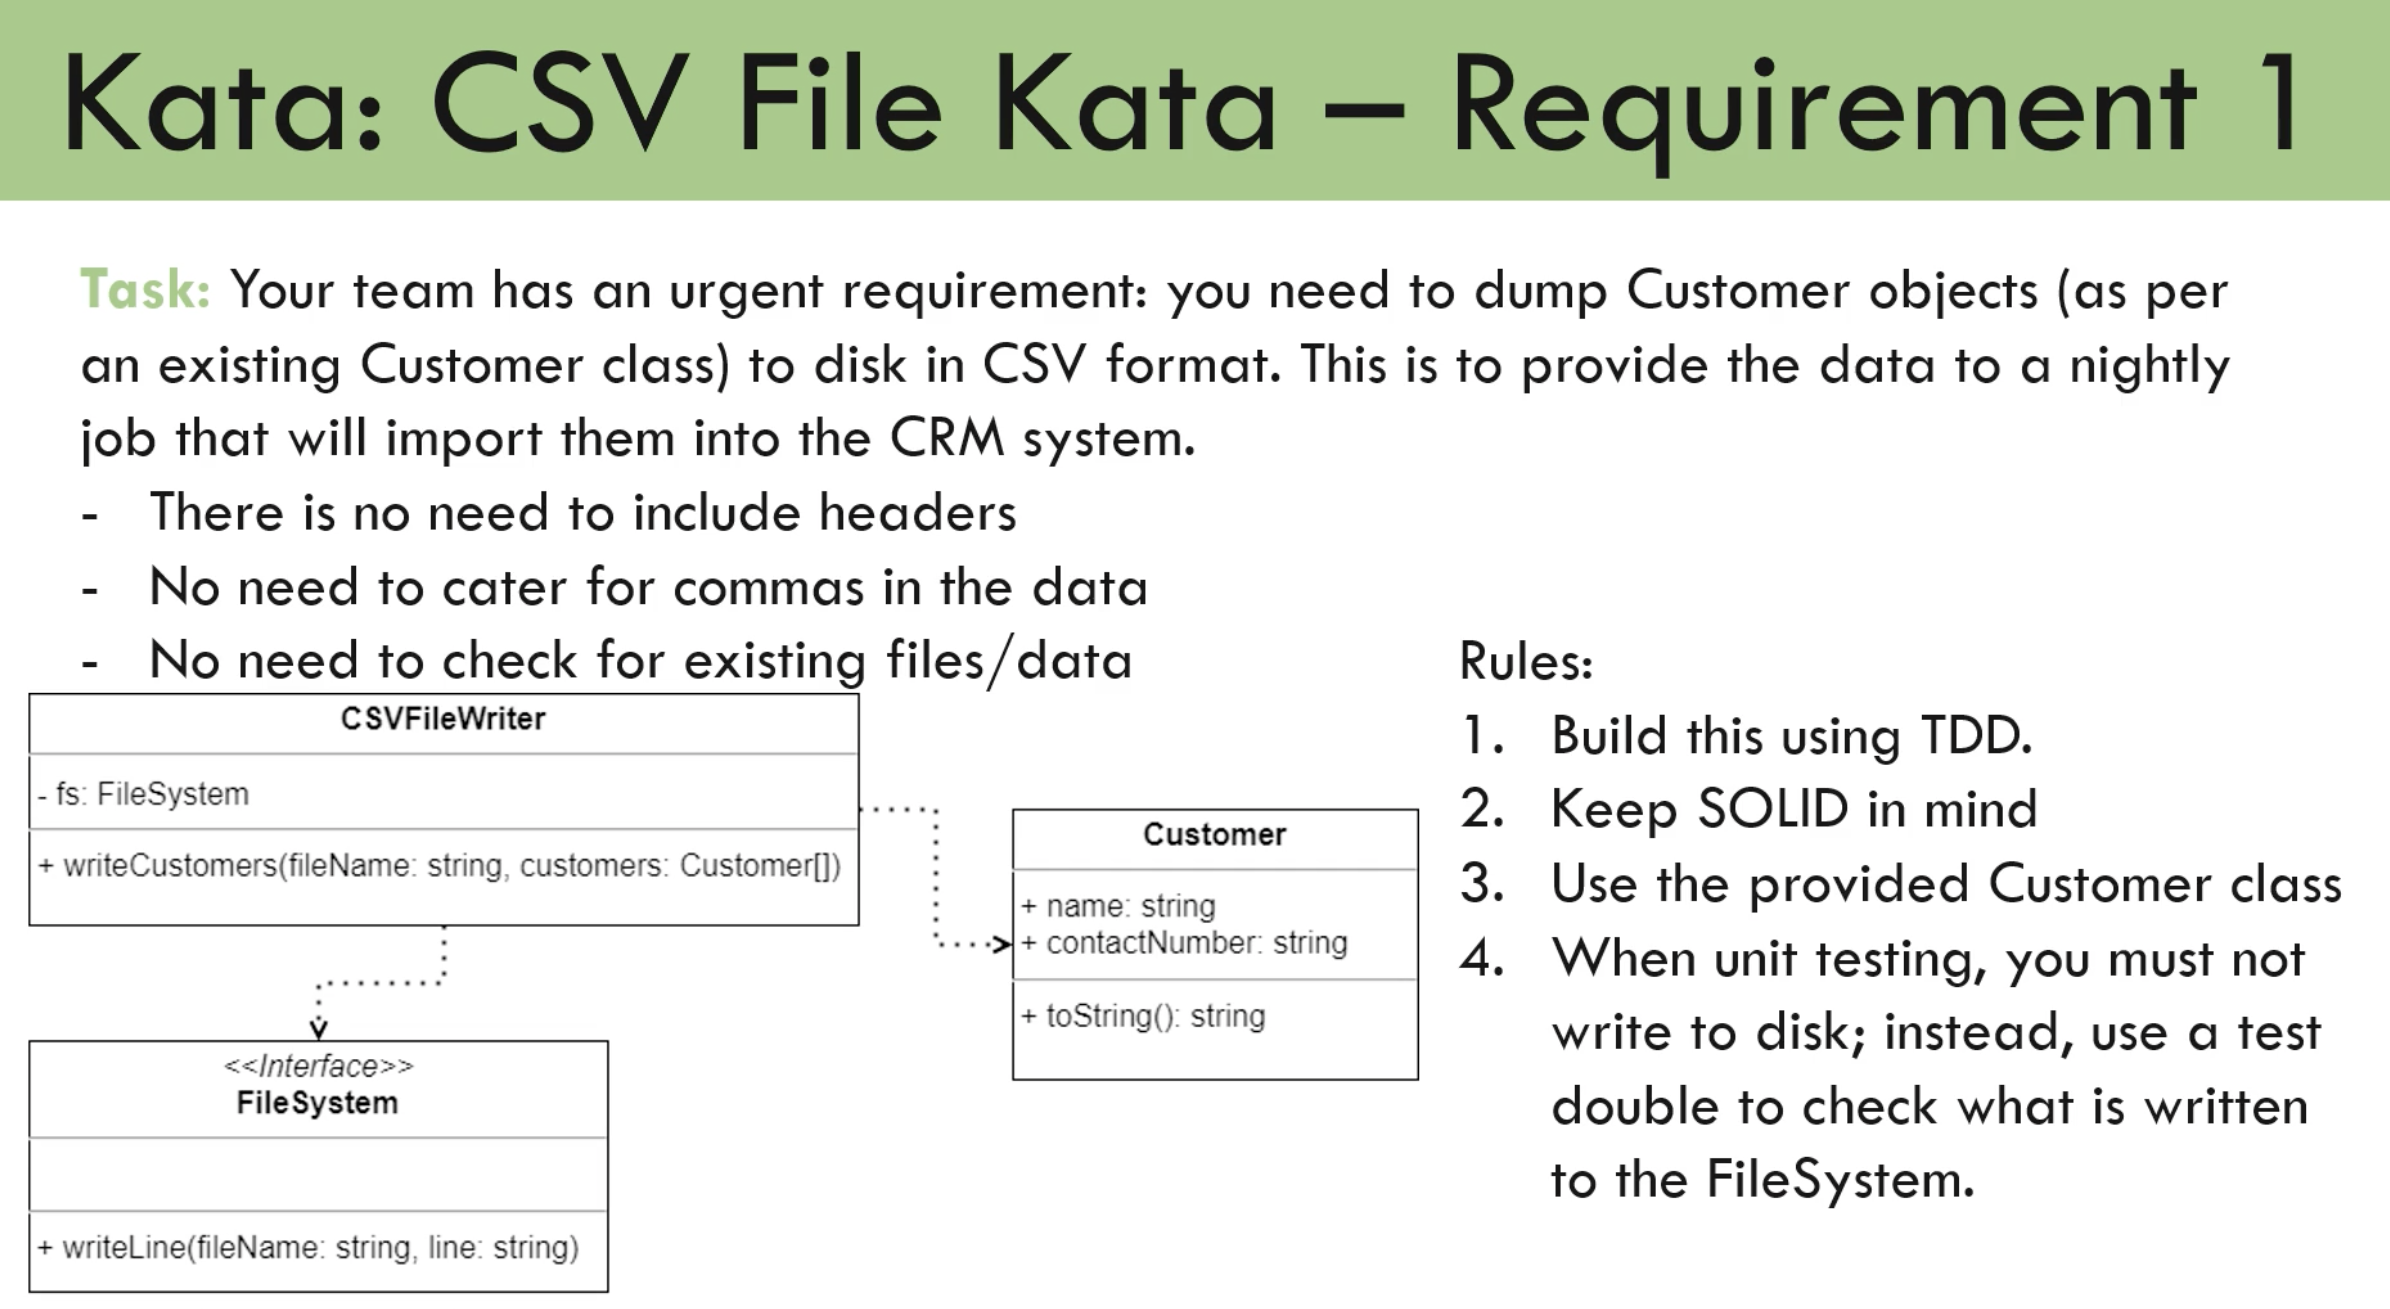 Kata: CSV File Kata – Requirement 1
Task: Your team has an urgent requirement: you need to dump Customer objects (as per
an existing Customer class) to disk in CSV format. This is to provide the data to a nightly
job that will import them into the CRM system.
- There is no need to include headers
- No need to cater for commas in the data
- No need to check for existing files/data
CSVFileWriter
- fs: FileSystem
+ writeCustomers(fileName: string, customers: Customer[])
Customer
+ name: string
+ contactNumber: string
+ toString(): string
<<Interface>>
FileSystem
+ writeLine(fileName: string, line: string)
Rules:
1. Build this using TDD.
2. Keep SOLID in mind
3. Use the provided Customer class
4. When unit testing, you must not
write to disk; instead, use a test
double to check what is written
to the FileSystem.